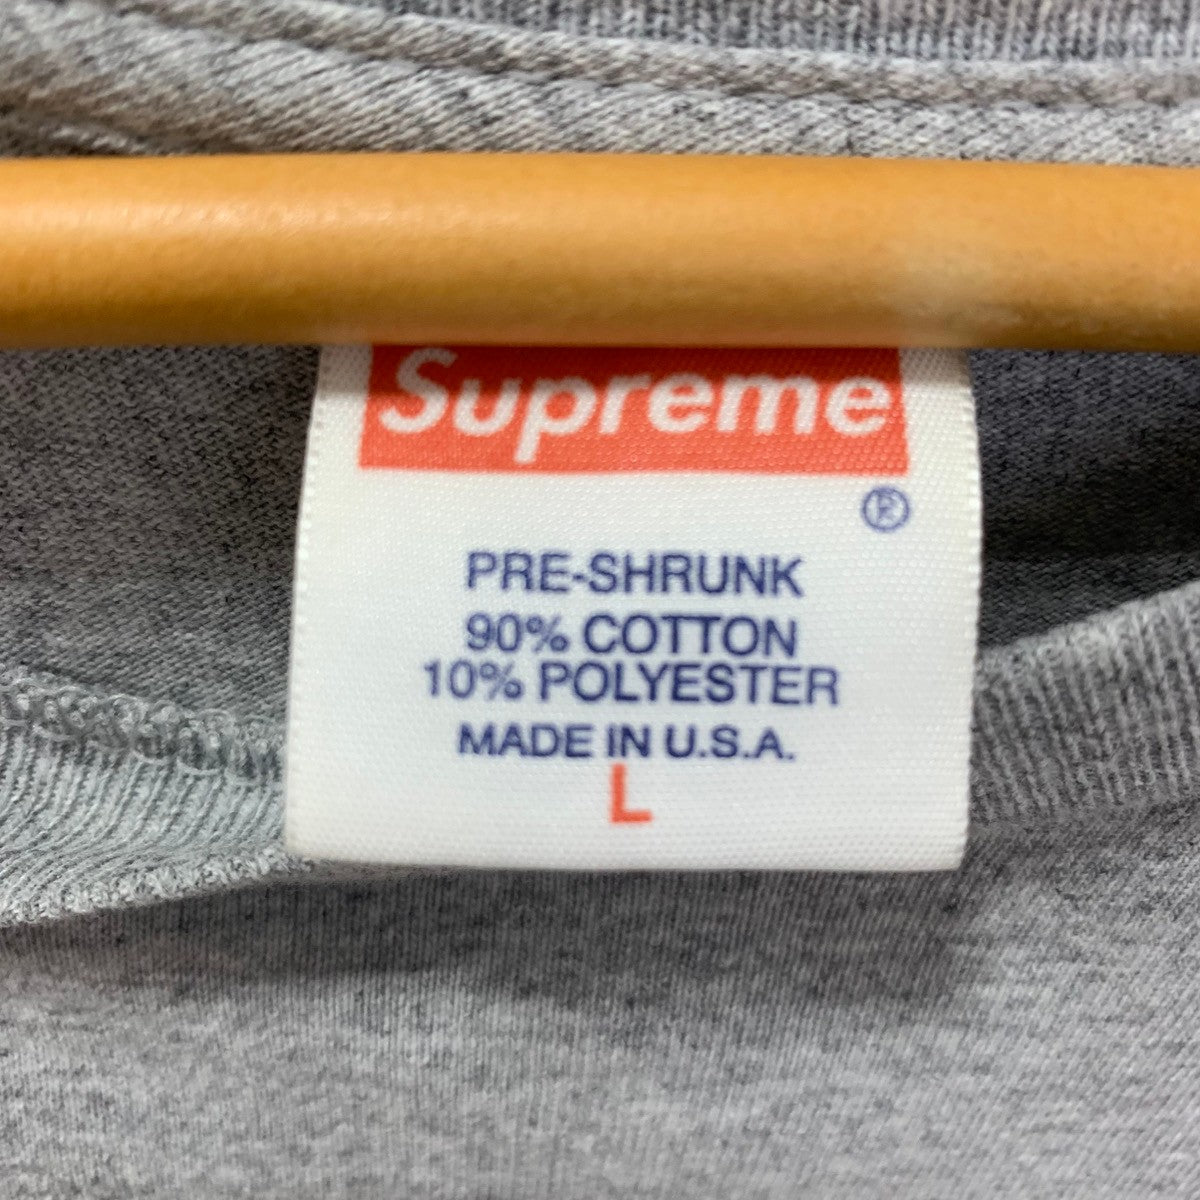 Supreme
®
PRE-SHRUNK
90% COTTON
10% POLYESTER
MADE IN U.S.A.
L